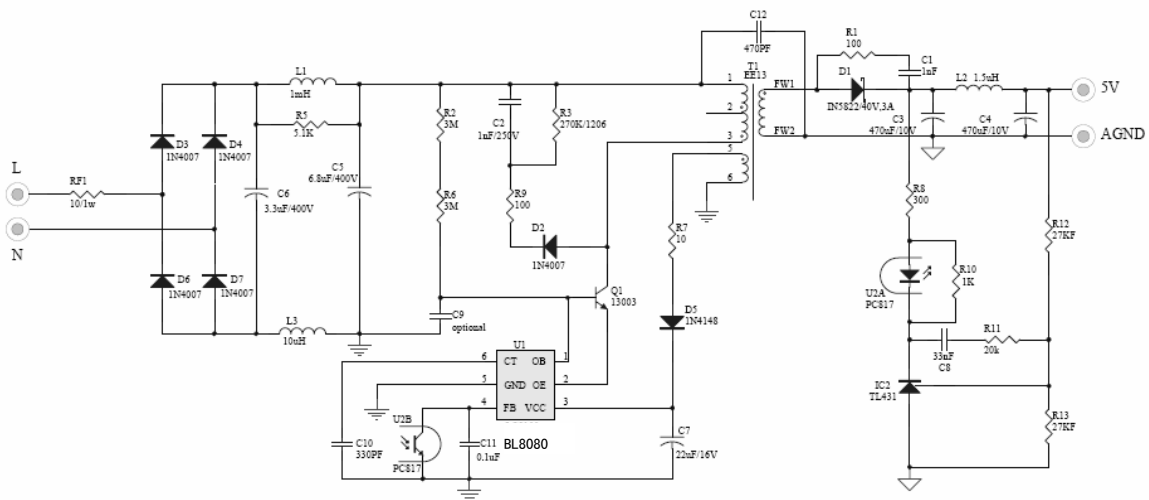 C12
470PF
R1
100
C1
1nF
T1
EE13
L1
1mH
1
FW1
D1
IN5822/40V,3A
L2 1.5uH
5V
R5
5.1K
R2
3M
C2
1nF/250V
R3
270K/1206
2
C3
470uF/10V
C4
470uF/10V
D3
1N4007
D4
1N4007
3
FW2
AGND
5
6
L
RF1
10/1w
C6
3.3uF/400V
C5
6.8uF/400V
R6
3M
R9
100
R8
300
N
D2
1N4007
R7
10
R12
27KF
D6
1N4007
D7
1N4007
Q1
13003
U2A
PC817
R10
1K
L3
10uH
C9
optional
D5
1N4148
33nF
C8
R11
20k
U1
6 CT OB 1
5 GND OE 2
4 FB VCC 3
BL8080
IC2
TL431
U2B
PC817
C10
330PF
C11
0.1uF
C7
22uF/16V
R13
27KF